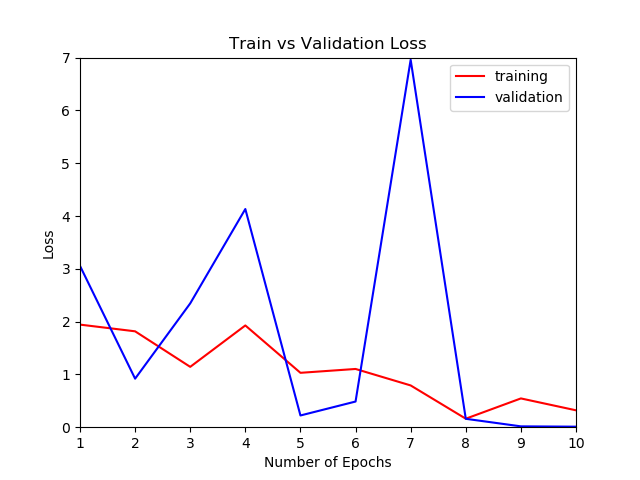 Train vs Validation Loss
training
validation
7
6
5
4
3
2
1
0
Loss
1 2 3 4 5 6 7 8 9 10
Number of Epochs